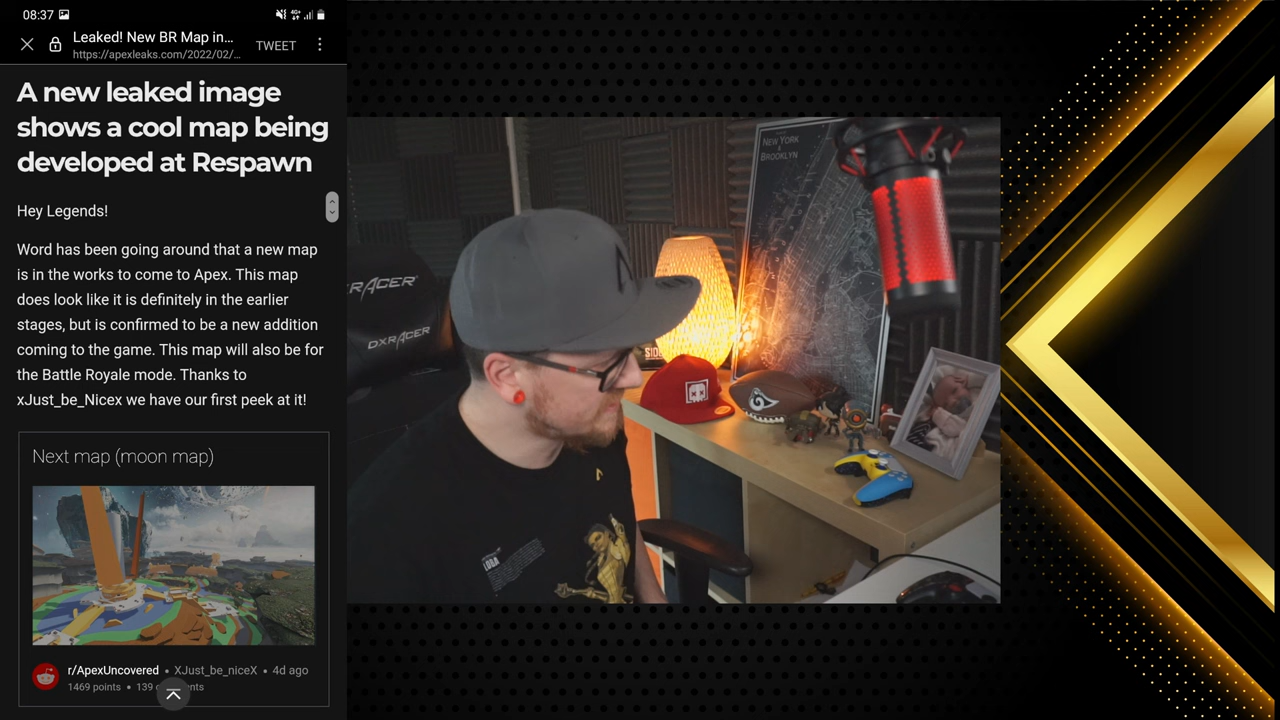 08:37
4G+
Leaked! New BR Map in...
https://apexleaks.com/2022/02/...
TWEET
A new leaked image
shows a cool map being
developed at Respawn
Hey Legends!
Word has been going around that a new map
is in the works to come to Apex. This map
does look like it is definitely in the earlier
stages, but is confirmed to be a new addition
coming to the game. This map will also be for
the Battle Royale mode. Thanks to
xJust_be_Nicex we have our first peek at it!
Next map (moon map)
r/ApexUncovered • XJust_be_niceX • 4d ago
1469 points • 139
NEW YORK
BROOKLYN
RACER
DXRACER
LOBA